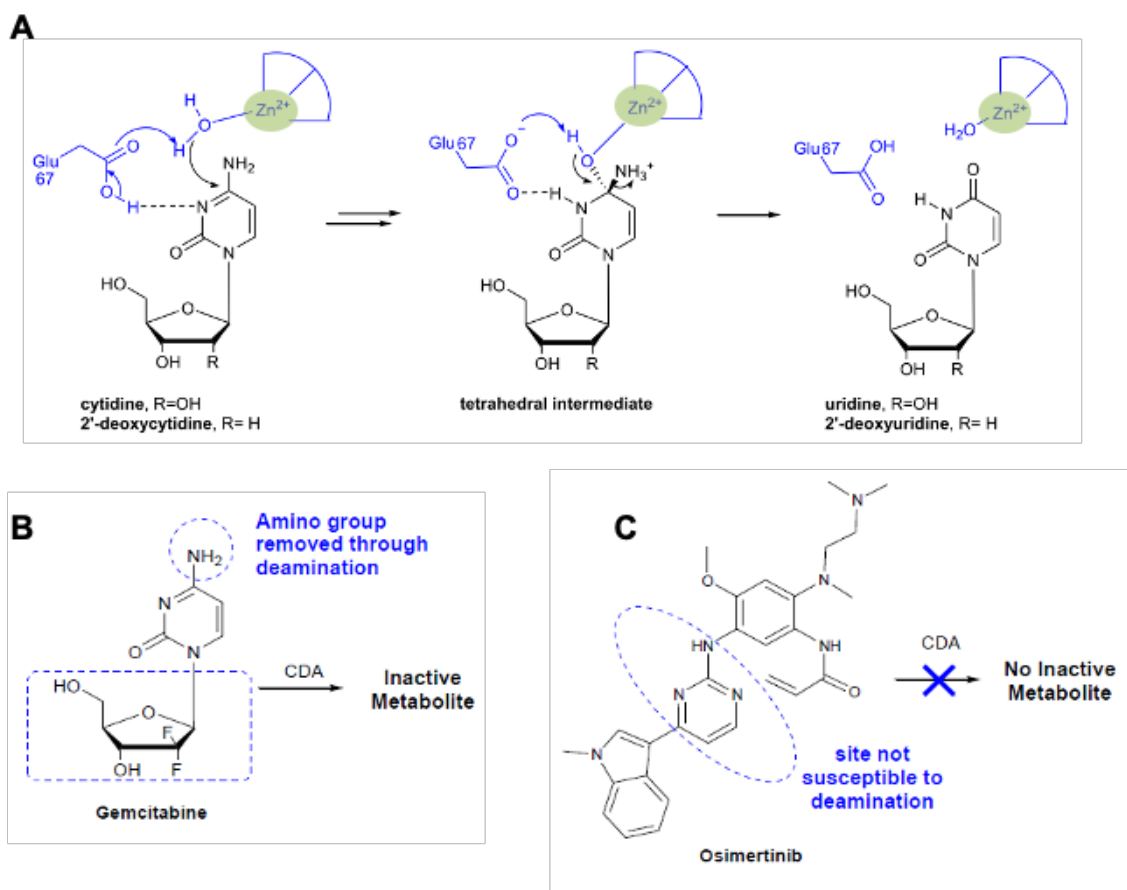 A
H
H
O
Zn2+
Glu
67
O
O
H
NH2
N
O
N
HO
O
OH
R
cytidine, R=OH
2'-deoxycytidine, R= H
Zn2+
H
O
O-
Glu
67
O
NH3+
H
N
O
N
HO
O
OH
R
tetrahedral intermediate
Zn2+
H2O
Glu67
OH
O
O
H
N
O
N
HO
O
OH
R
uridine, R=OH
2'-deoxyuridine, R= H
B
Amino group
removed through
deamination
NH2
N
O
N
HO
O
F
OH
F
CDA
Inactive
Metabolite
Gemcitabine
C
N
O
N
HN
NH
O
N
N
N
CDA
No Inactive
Metabolite
site not
susceptible to
deamination
Osimertinib